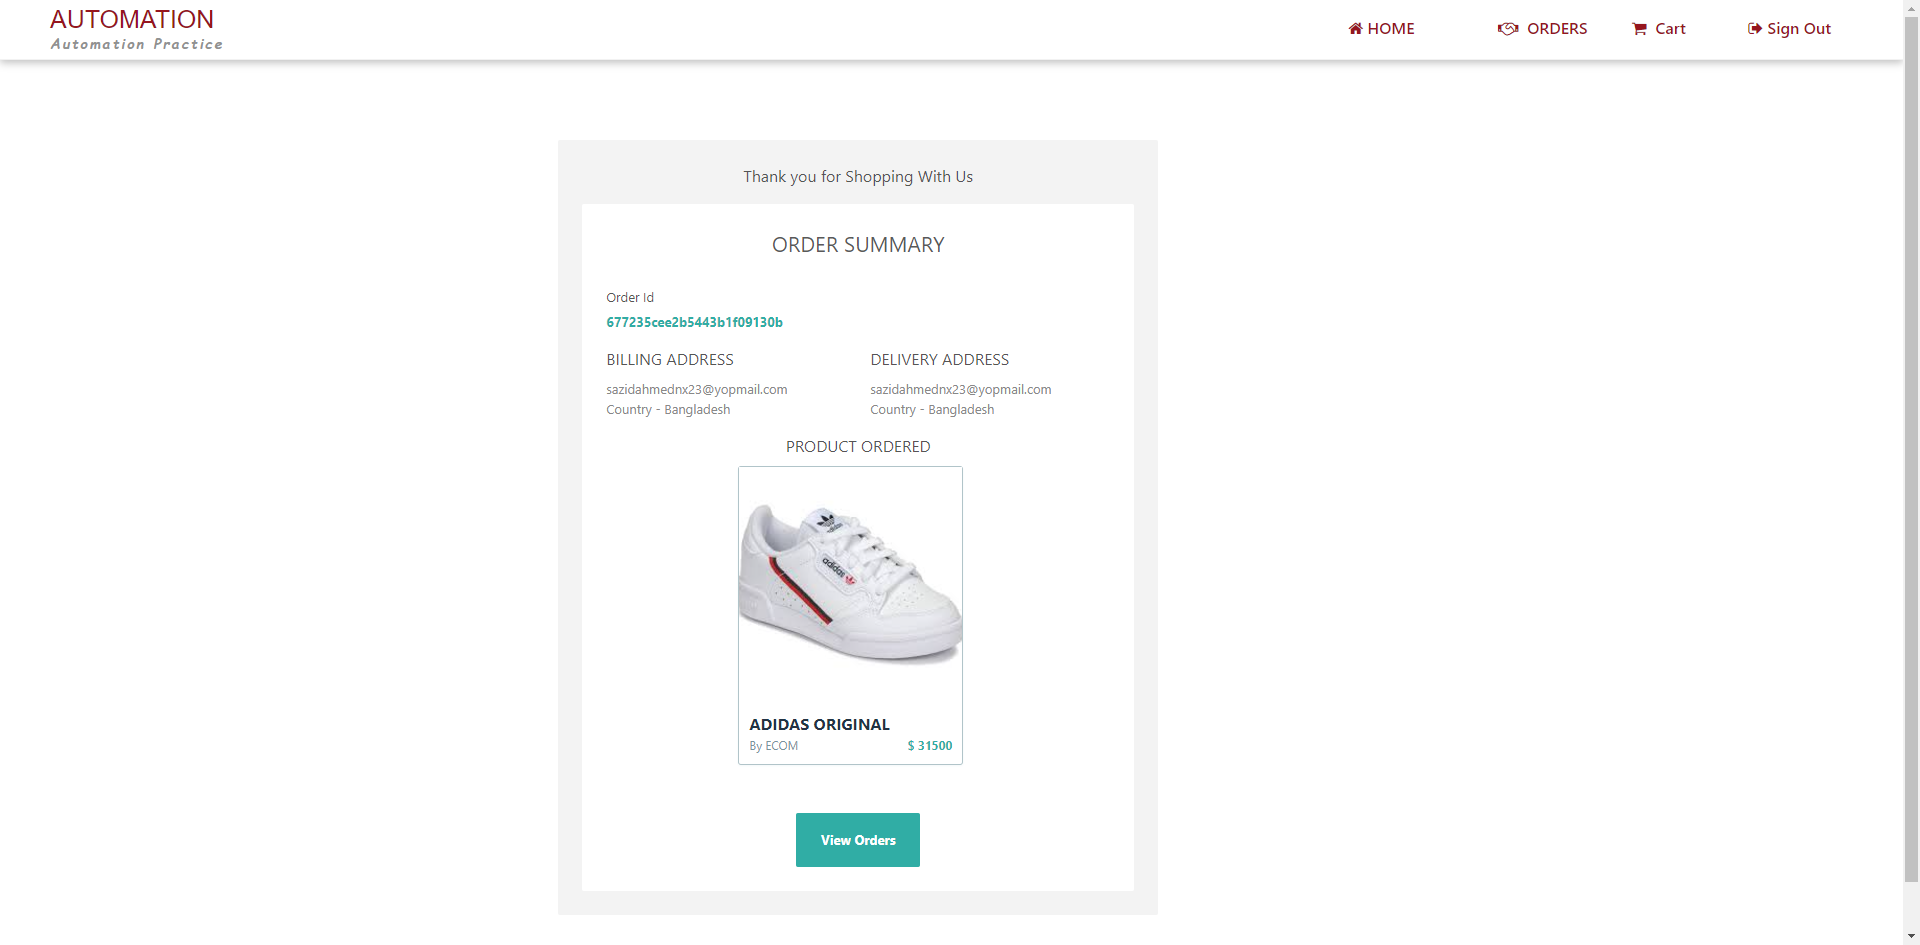 AUTOMATION
Automation Practice
HOME
ORDERS
Cart
Sign Out
Thank you for Shopping With Us
ORDER SUMMARY
Order Id
677235cee2b5443b1f09130b
BILLING ADDRESS
DELIVERY ADDRESS
sazidahmednx23@yopmail.com
sazidahmednx23@yopmail.com
Country - Bangladesh
Country - Bangladesh
PRODUCT ORDERED
adidas
adidas
ADIDAS ORIGINAL
By ECOM
$ 31500
View Orders